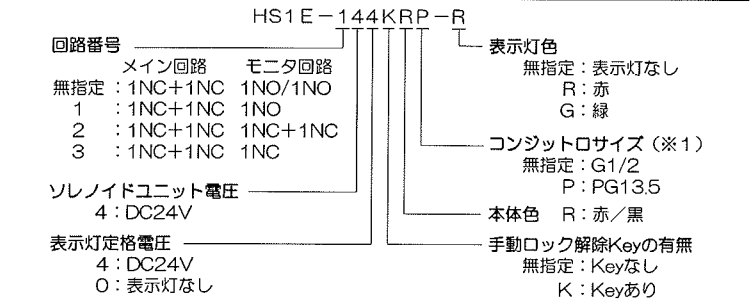 HS1E－144KRP－R
回路番号
メイン回路 モニタ回路
無指定：1NC＋1NC 1NO/1NO
1 ：1NC＋1NC 1NO
2 ：1NC＋1NC 1NC＋1NC
3 ：1NC＋1NC 1NC
ソレノイドユニット電圧
4：DC24V
表示灯定格電圧
4：DC24V
0：表示灯なし
表示灯色
無指定：表示灯なし
R：赤
G：緑
コンジット口サイズ（※1）
無指定：G1/2
P：PG13.5
本体色 R：赤／黒
手動ロック解除Keyの有無
無指定：Keyなし
K：Keyあり